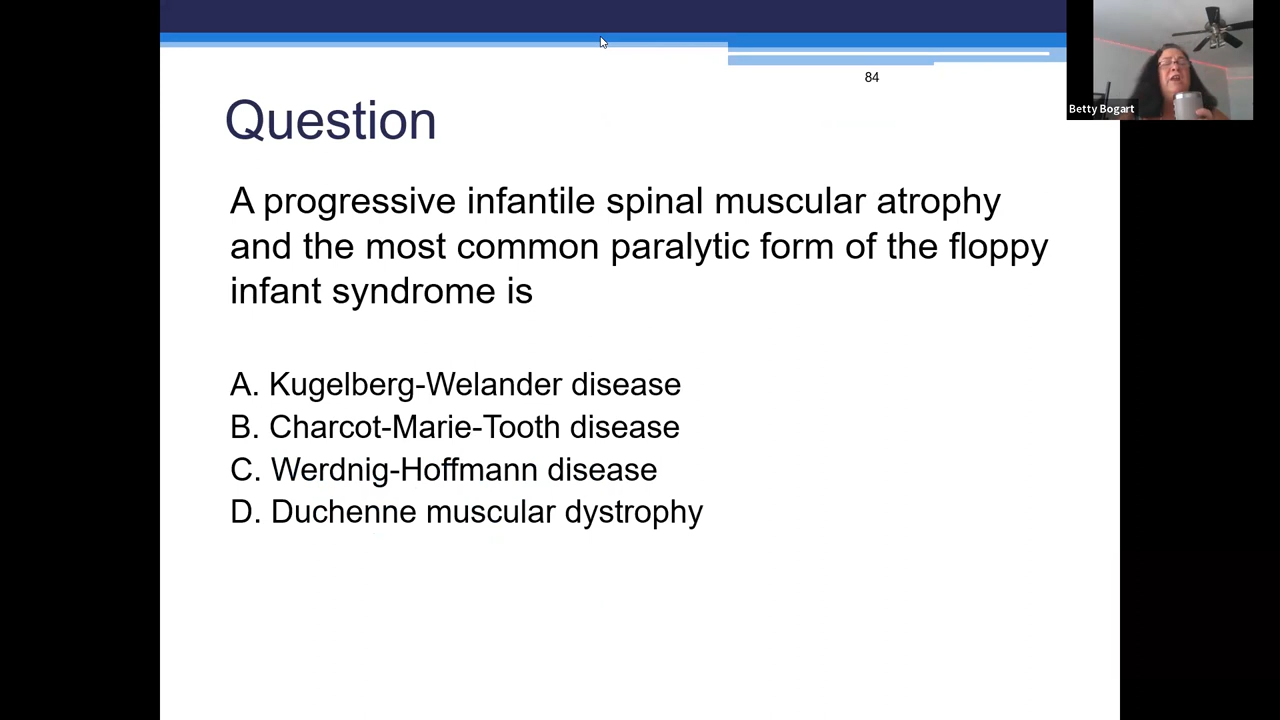 84
Betty Bogart
Question
A progressive infantile spinal muscular atrophy
and the most common paralytic form of the floppy
infant syndrome is
A. Kugelberg-Welander disease
B. Charcot-Marie-Tooth disease
C. Werdnig-Hoffmann disease
D. Duchenne muscular dystrophy